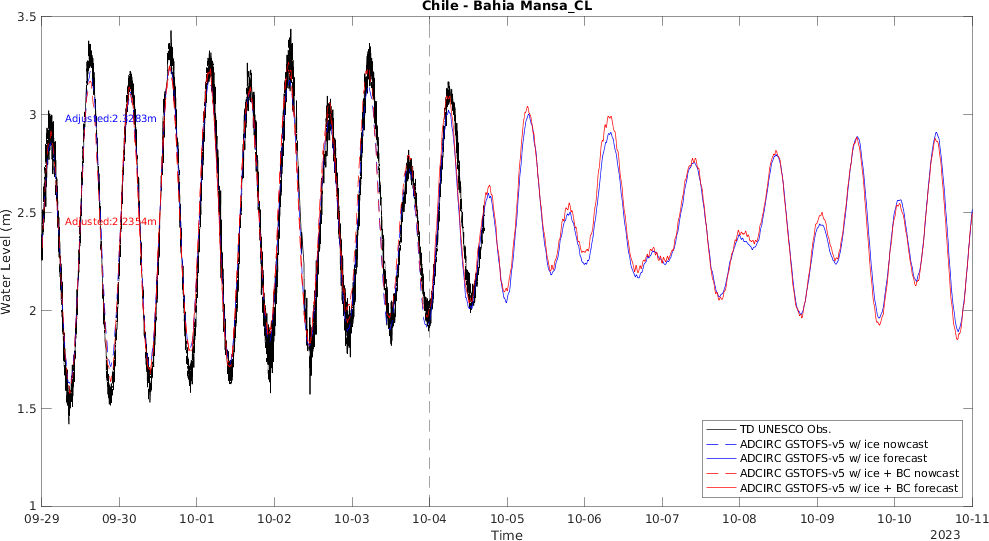 Chile - Bahia Mansa_CL
3.5
3
2.5
2
1.5
1
Water Level (m)
Adjusted:2.3283m
Adjusted:2.2354m
TD UNESCO Obs.
ADCIRC GSTOFS-v5 w/ ice nowcast
ADCIRC GSTOFS-v5 w/ ice forecast
ADCIRC GSTOFS-v5 w/ ice + BC nowcast
ADCIRC GSTOFS-v5 w/ ice + BC forecast
09-29 09-30 10-01 10-02 10-03 10-04 10-05 10-06 10-07 10-08 10-09 10-10 10-11
Time
2023